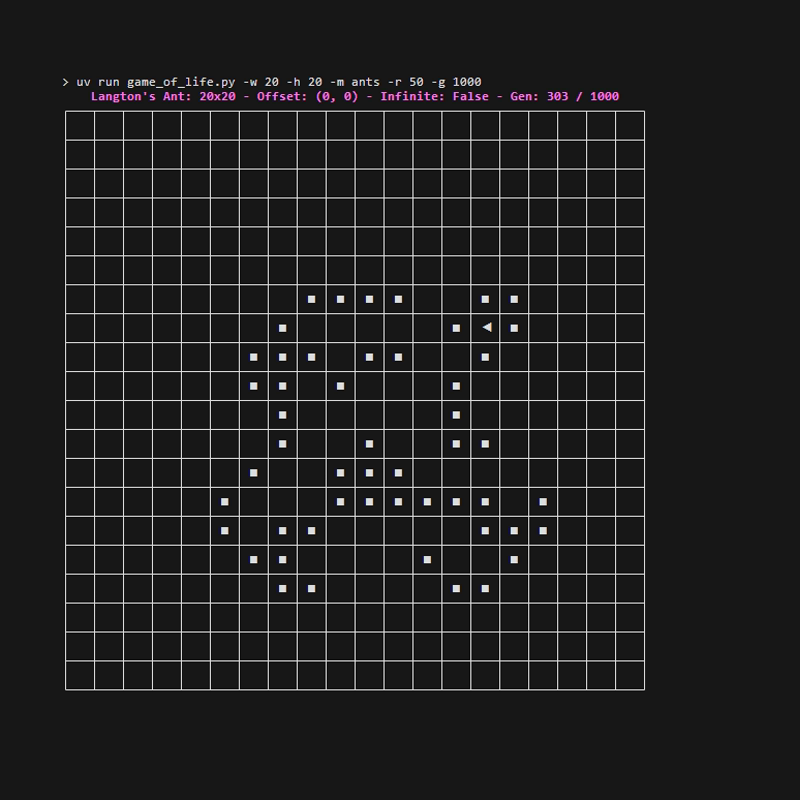 > uv run game_of_life.py -w 20 -h 20 -m ants -r 50 -g 1000
Langton's Ant: 20x20 - Offset: (0, 0) - Infinite: False - Gen: 303 / 1000